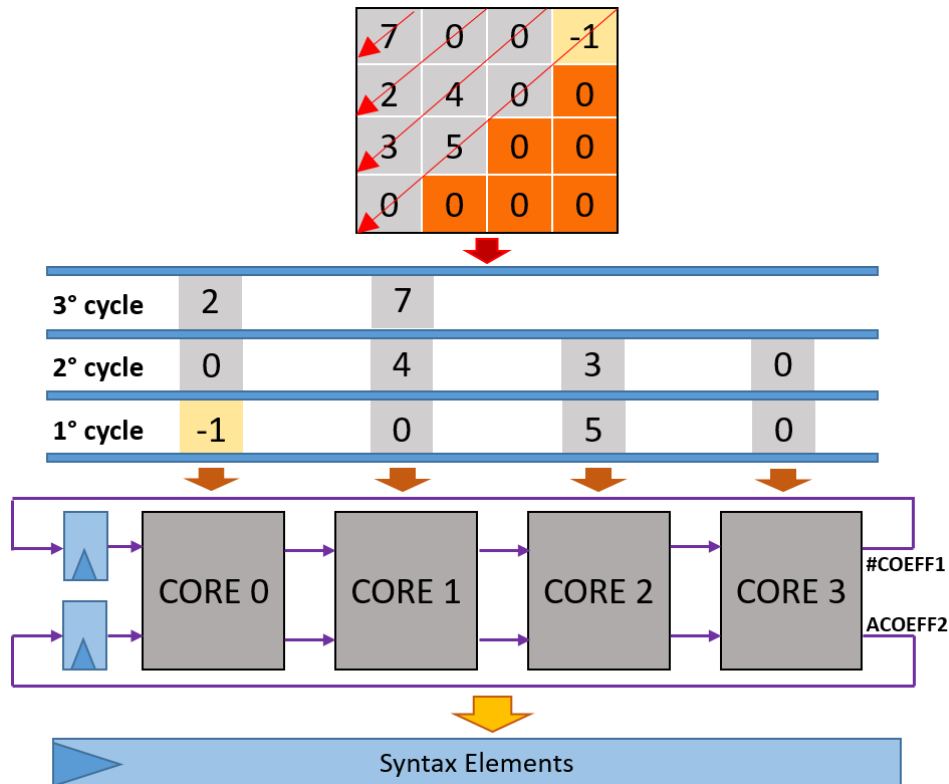 7 0 0 -1
2 4 0 0
3 5 0 0
0 0 0 0
3° cycle 2 7
2° cycle 0 4 3 0
1° cycle -1 0 5 0
CORE 0 CORE 1 CORE 2 CORE 3
#COEFF1
ACOEFF2
Syntax Elements